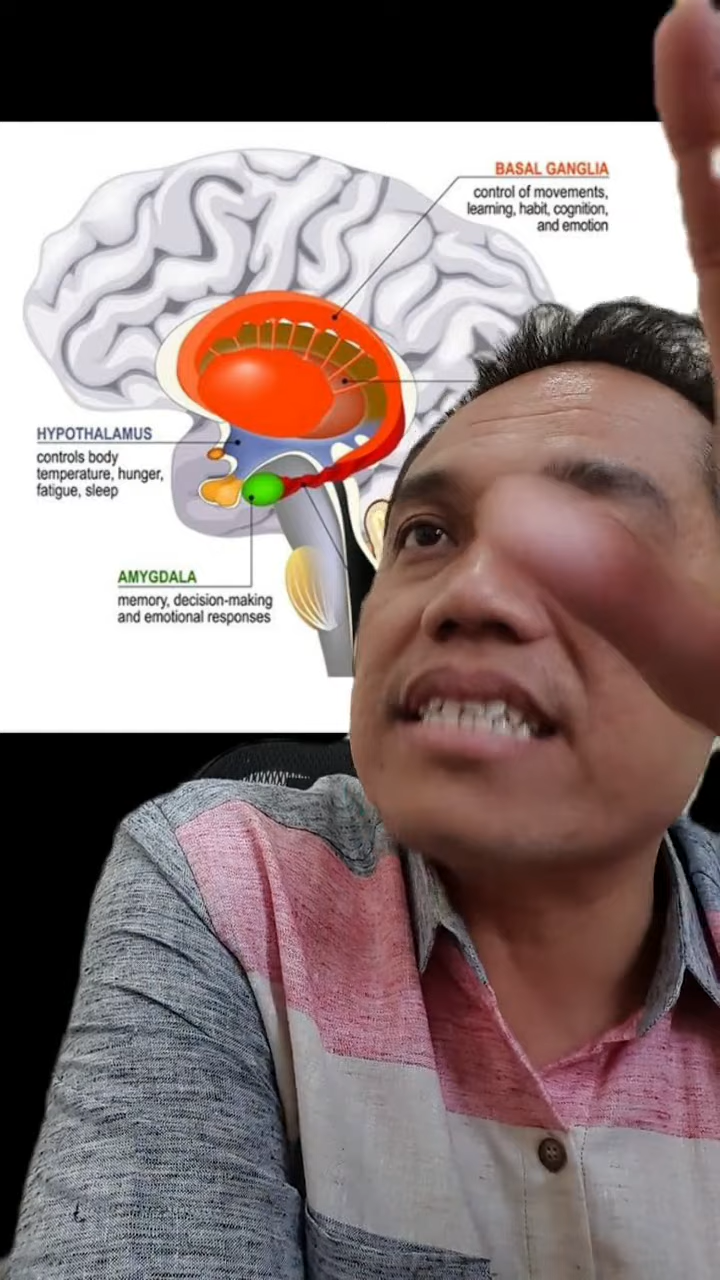 BASAL GANGLIA
control of movements,
learning, habit, cognition,
and emotion
HYPOTHALAMUS
controls body
temperature, hunger,
fatigue, sleep
AMYGDALA
memory, decision-making
and emotional responses